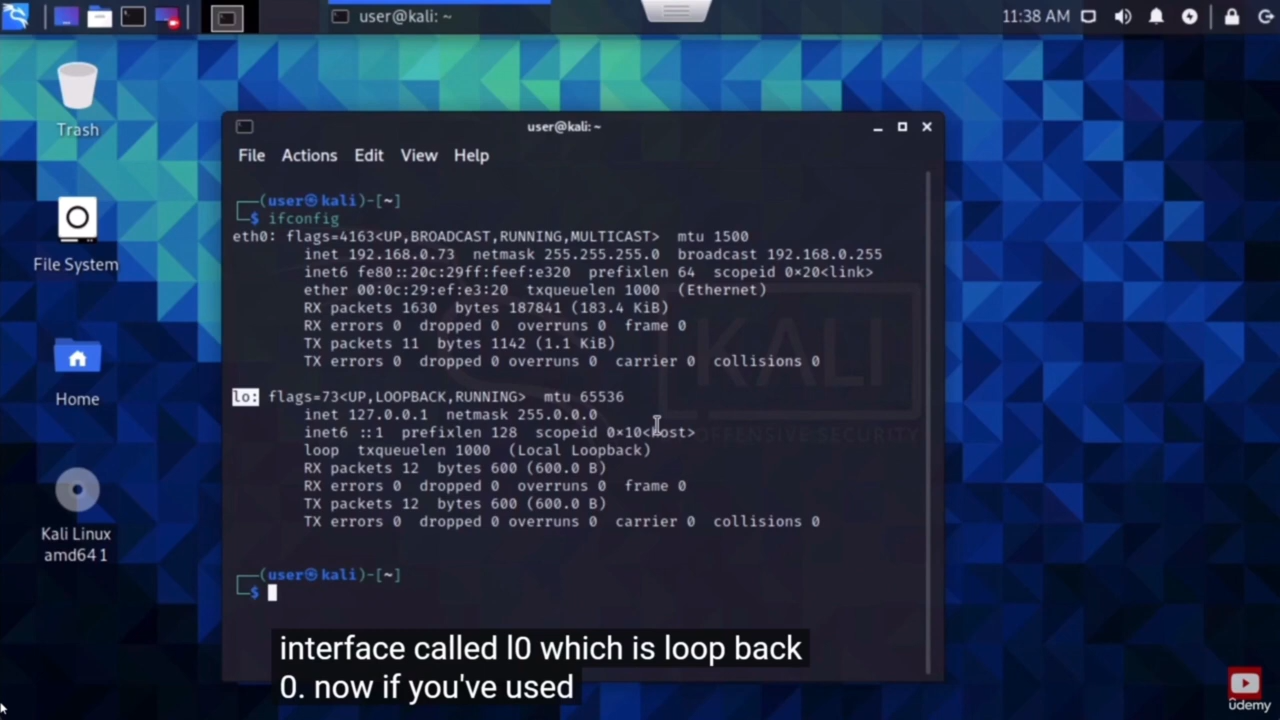 user@kali: ~
11:38 AM
Trash
File System
Home
Kali Linux
amd64 1
user@kali: ~
File Actions Edit View Help
┌──(user㉿kali)-[~]
└─$ ifconfig
eth0: flags=4163<UP,BROADCAST,RUNNING,MULTICAST>  mtu 1500
inet 192.168.0.73  netmask 255.255.255.0  broadcast 192.168.0.255
inet6 fe80::20c:29ff:feef:e320  prefixlen 64  scopeid 0×20<link>
ether 00:0c:29:ef:e3:20  txqueuelen 1000  (Ethernet)
RX packets 1630  bytes 187841 (183.4 KiB)
RX errors 0  dropped 0  overruns 0  frame 0
TX packets 11  bytes 1142 (1.1 KiB)
TX errors 0  dropped 0 overruns 0  carrier 0  collisions 0
lo: flags=73<UP,LOOPBACK,RUNNING>  mtu 65536
inet 127.0.0.1  netmask 255.0.0.0
inet6 ::1  prefixlen 128  scopeid 0×10<host>
loop  txqueuelen 1000  (Local Loopback)
RX packets 12  bytes 600 (600.0 B)
RX errors 0  dropped 0  overruns 0  frame 0
TX packets 12  bytes 600 (600.0 B)
TX errors 0  dropped 0 overruns 0  carrier 0  collisions 0
┌──(user㉿kali)-[~]
└─$
KALI
OFFENSIVE SECURITY
interface called l0 which is loop back
0. now if you've used
ûdemy